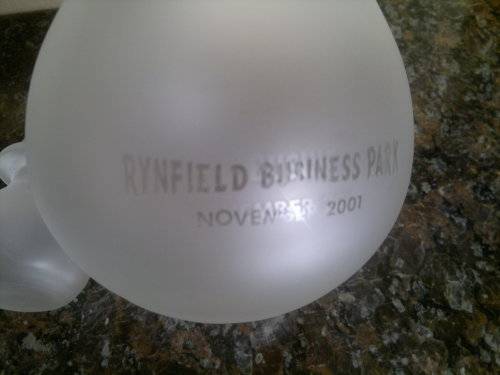 RYNFIELD BUSINESS PARK
NOVEMBER 2001